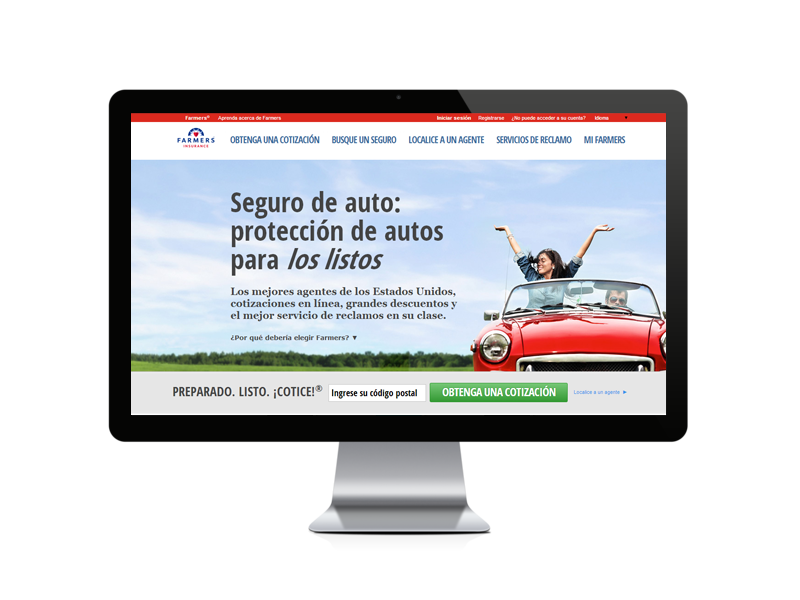 Farmers® Aprenda acerca de Farmers Iniciar sesión Registrarse ¿No puede acceder a su cuenta? Idioma
FARMERS
INSURANCE
OBTENGA UNA COTIZACIÓN BUSQUE UN SEGURO LOCALICE A UN AGENTE SERVICIOS DE RECLAMO MI FARMERS
Seguro de auto:
protección de autos
para los listos
Los mejores agentes de los Estados Unidos,
cotizaciones en línea, grandes descuentos y
el mejor servicio de reclamos en su clase.
¿Por qué debería elegir Farmers? ▼
PREPARADO. LISTO. ¡COTICE!® Ingrese su código postal OBTENGA UNA COTIZACIÓN Localice a un agente ►